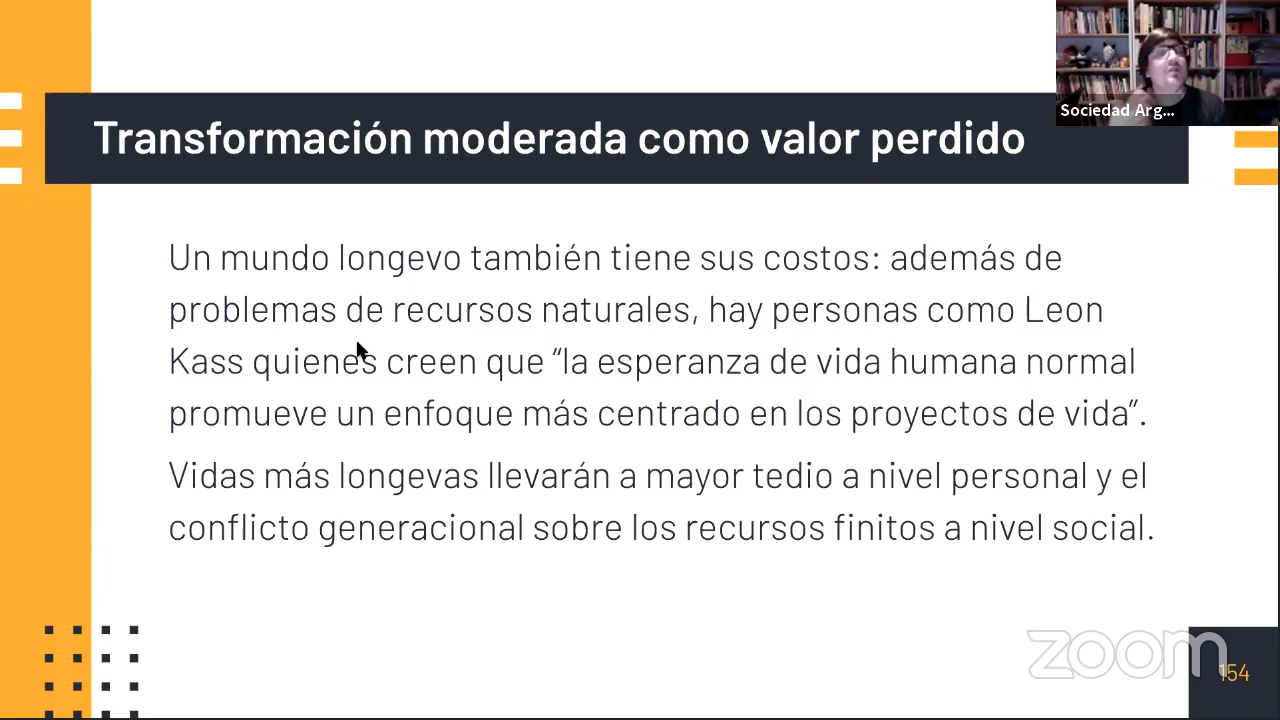 Sociedad Arg...
Transformación moderada como valor perdido
Un mundo longevo también tiene sus costos: además de
problemas de recursos naturales, hay personas como Leon
Kass quienes creen que “la esperanza de vida humana normal
promueve un enfoque más centrado en los proyectos de vida”.
Vidas más longevas llevarán a mayor tedio a nivel personal y el
conflicto generacional sobre los recursos finitos a nivel social.
zoom
154